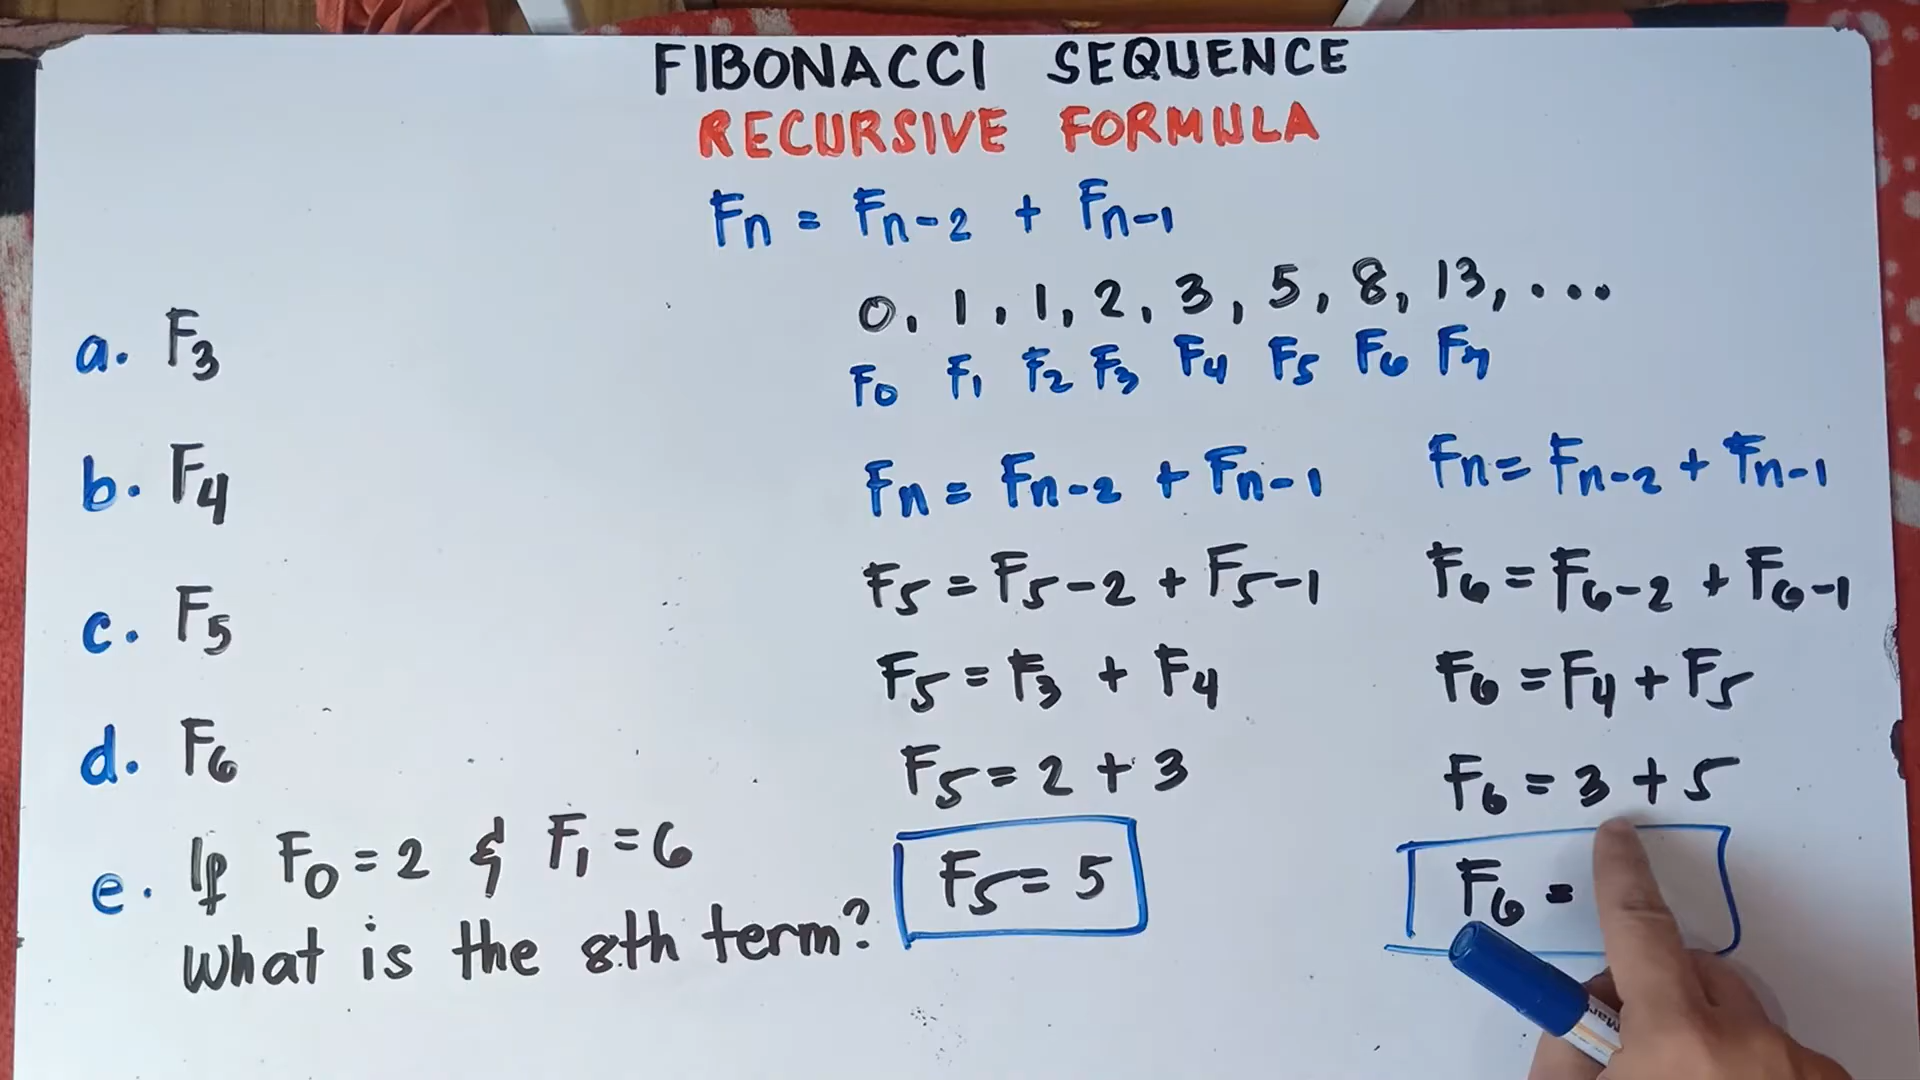 FIBONACCI SEQUENCE
RECURSIVE FORMULA
Fn = Fn-2 + Fn-1
0, 1, 1, 2, 3, 5, 8, 13, ...
F0 F1 F2 F3 F4 F5 F6 F7
a. F3
b. F4
c. F5
d. F6
e. If F0 = 2 & F1 = 6
What is the 8th term?
Fn = Fn-2 + Fn-1
F5 = F5-2 + F5-1
F5 = F3 + F4
F5 = 2 + 3
F5 = 5
Fn = Fn-2 + Fn-1
F6 = F6-2 + F6-1
F6 = F4 + F5
F6 = 3 + 5
F6 =